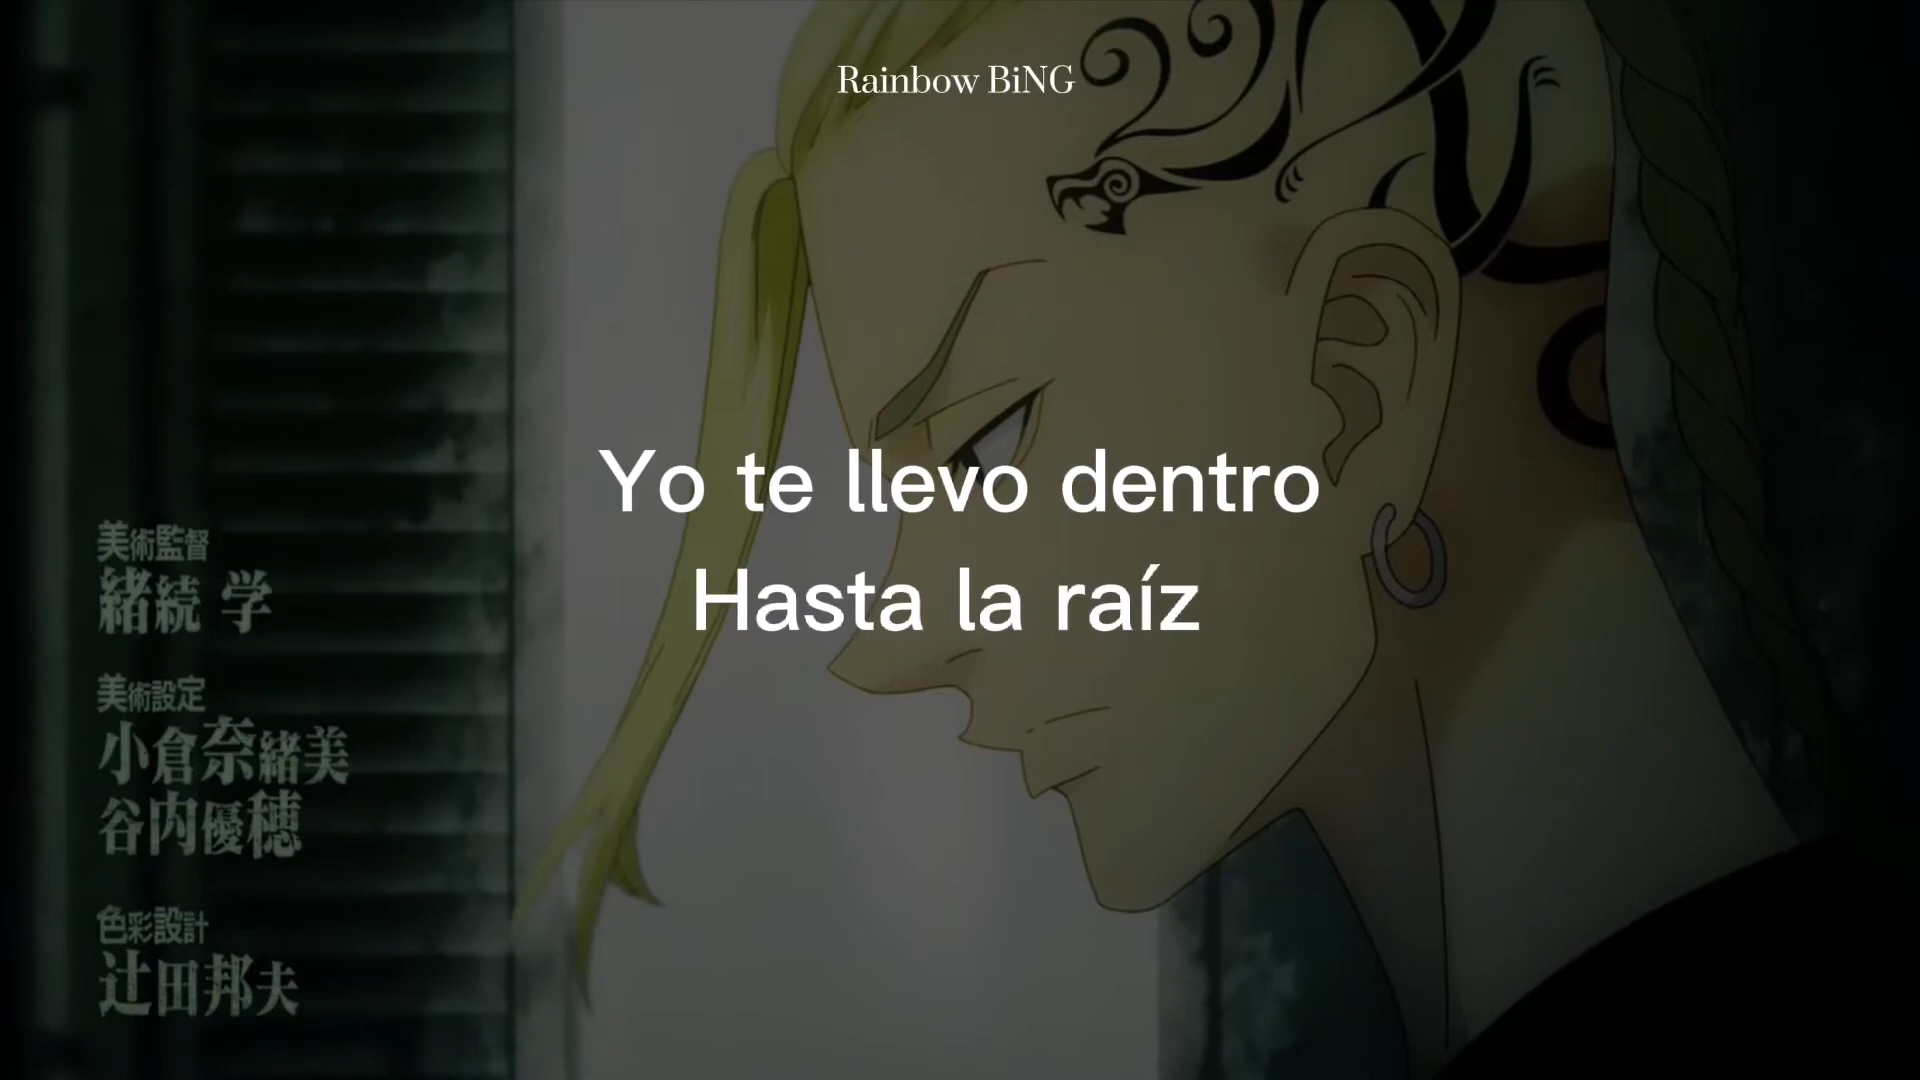 Rainbow BiNG
Yo te llevo dentro
Hasta la raíz
美術監督
緒続 学
美術設定
小倉奈緒美
谷内優穂
色彩設計
辻田邦夫